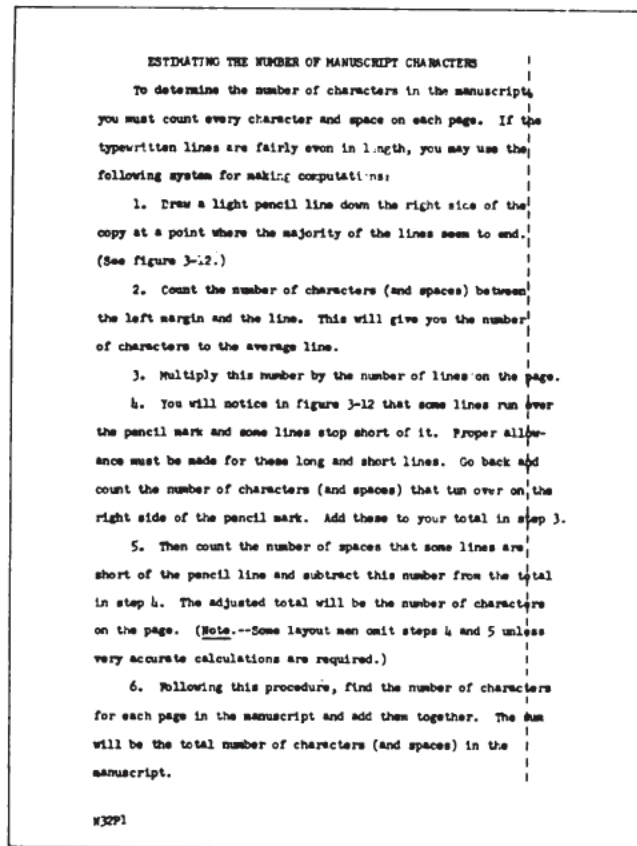 ESTIMATING THE NUMBER OF MANUSCRIPT CHARACTERS
To determine the number of characters in the manuscript,
you must count every character and space on each page. If the
typewritten lines are fairly even in length, you may use the
following system for making computations:
1. Draw a light pencil line down the right side of the
copy at a point where the majority of the lines seem to end.
(See figure 3-12.)
2. Count the number of characters (and spaces) between
the left margin and the line. This will give you the number
of characters to the average line.
3. Multiply this number by the number of lines on the page.
4. You will notice in figure 3-12 that some lines run over
the pencil mark and some lines stop short of it. Proper allow-
ance must be made for these long and short lines. Go back and
count the number of characters (and spaces) that tun over on the
right side of the pencil mark. Add these to your total in step 3.
5. Then count the number of spaces that some lines are
short of the pencil line and subtract this number from the total
in step 4. The adjusted total will be the number of characters
on the page. (Note.--Some layout men omit steps 4 and 5 unless
very accurate calculations are required.)
6. Following this procedure, find the number of characters
for each page in the manuscript and add them together. The sum
will be the total number of characters (and spaces) in the
manuscript.
N32P1